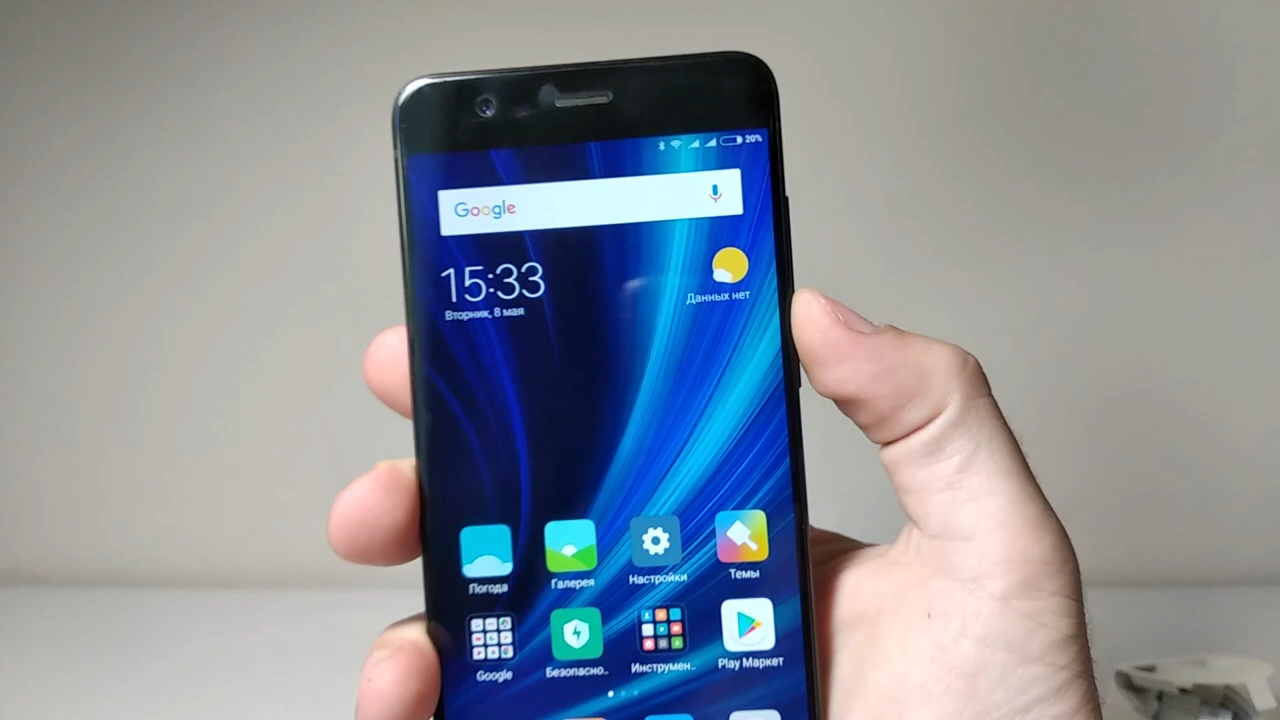 20%
Google
15:33
Вторник, 8 мая
Данных нет
Погода
Галерея
Настройки
Темы
Google
Безопасно..
Инструмен..
Play Маркет